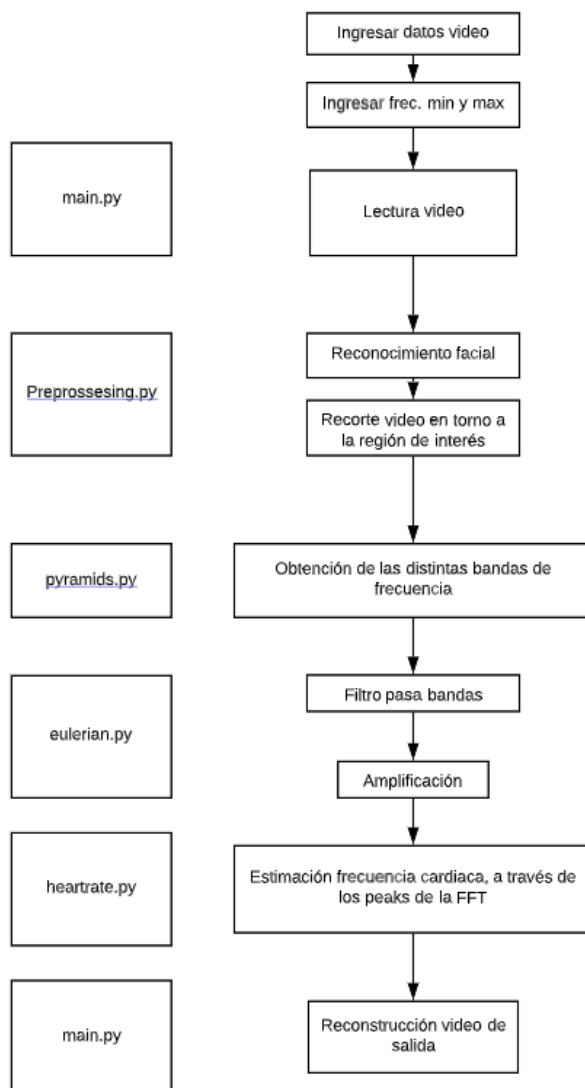 Ingresar datos video
Ingresar frec. min y max
main.py
Lectura video
Reconocimiento facial
Preprossesing.py
Recorte video en torno a
la región de interés
pyramids.py
Obtención de las distintas bandas de
frecuencia
Filtro pasa bandas
eulerian.py
Amplificación
heartrate.py
Estimación frecuencia cardiaca, a través de
los peaks de la FFT
main.py
Reconstrucción video de
salida